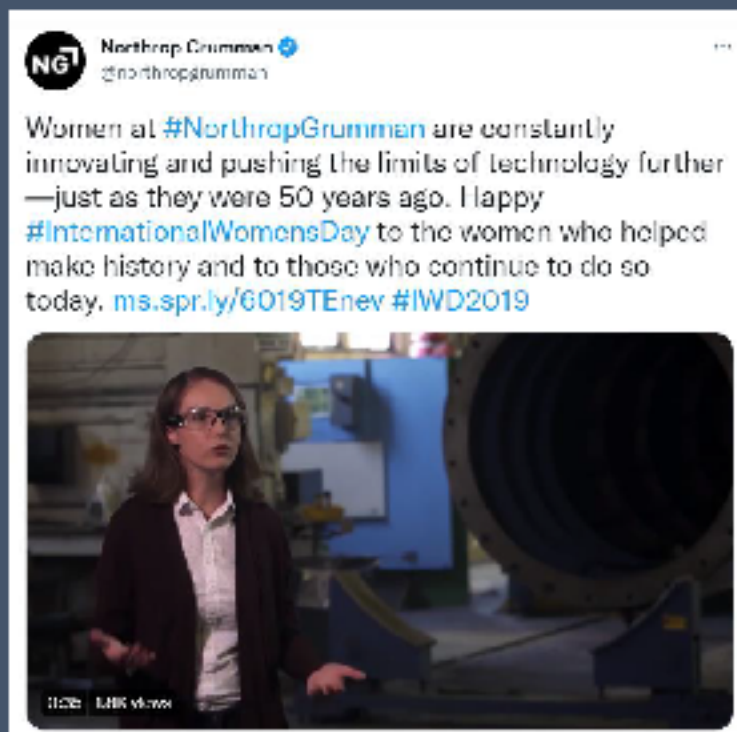 NG
Northrop Grumman
@northropgrumman
Women at #NorthropGrumman are constantly
innovating and pushing the limits of technology further
—just as they were 50 years ago. Happy
#InternationalWomensDay to the women who helped
make history and to those who continue to do so
today. ms.spr.ly/6019TEnev #IWD2019
views